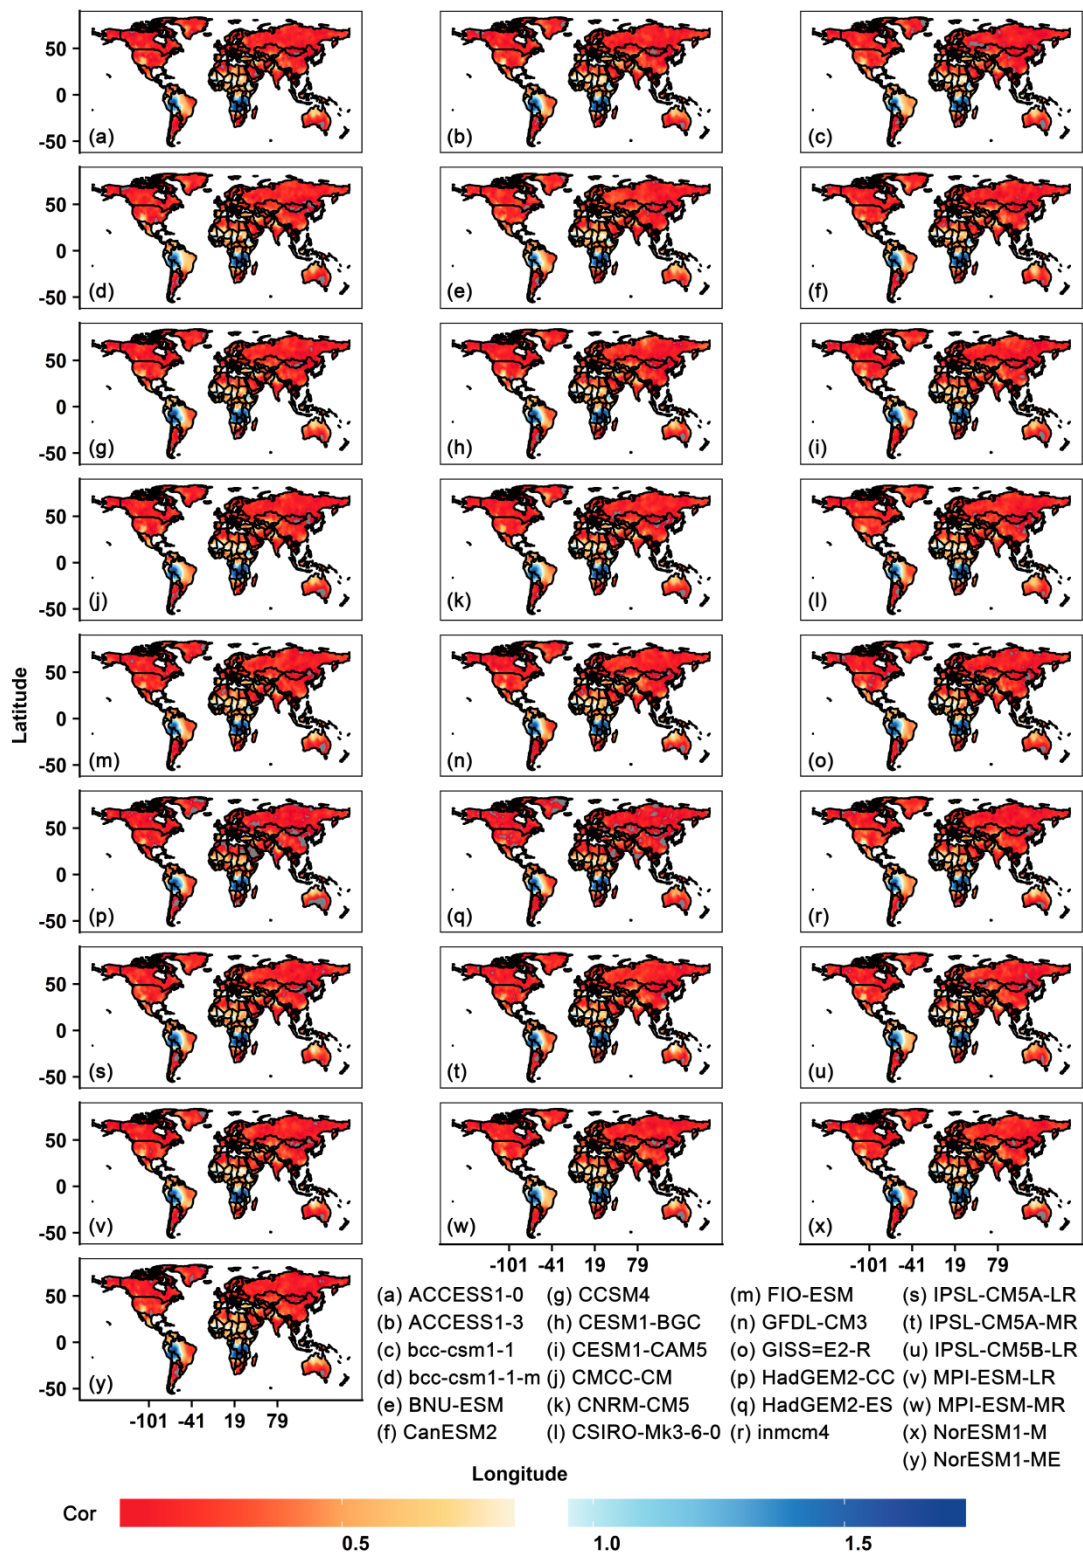 50
0
-50
(a)
(b)
(c)
50
0
-50
(d)
(e)
(f)
50
0
-50
(g)
(h)
(i)
50
0
-50
(j)
(k)
(l)
Latitude
50
0
-50
(m)
(n)
(o)
50
0
-50
(p)
(q)
(r)
50
0
-50
(s)
(t)
(u)
50
0
-50
(v)
(w)
(x)
-101 -41 19 79
-101 -41 19 79
50
0
-50
(y)
-101 -41 19 79
(a) ACCESS1-0 (g) CCSM4 (m) FIO-ESM (s) IPSL-CM5A-LR
(b) ACCESS1-3 (h) CESM1-BGC (n) GFDL-CM3 (t) IPSL-CM5A-MR
(c) bcc-csm1-1 (i) CESM1-CAM5 (o) GISS=E2-R (u) IPSL-CM5B-LR
(d) bcc-csm1-1-m (j) CMCC-CM (p) HadGEM2-CC (v) MPI-ESM-LR
(e) BNU-ESM (k) CNRM-CM5 (q) HadGEM2-ES (w) MPI-ESM-MR
(f) CanESM2 (l) CSIRO-Mk3-6-0 (r) inmcm4 (x) NorESM1-M
(y) NorESM1-ME
Longitude
Cor
0.5 1.0 1.5